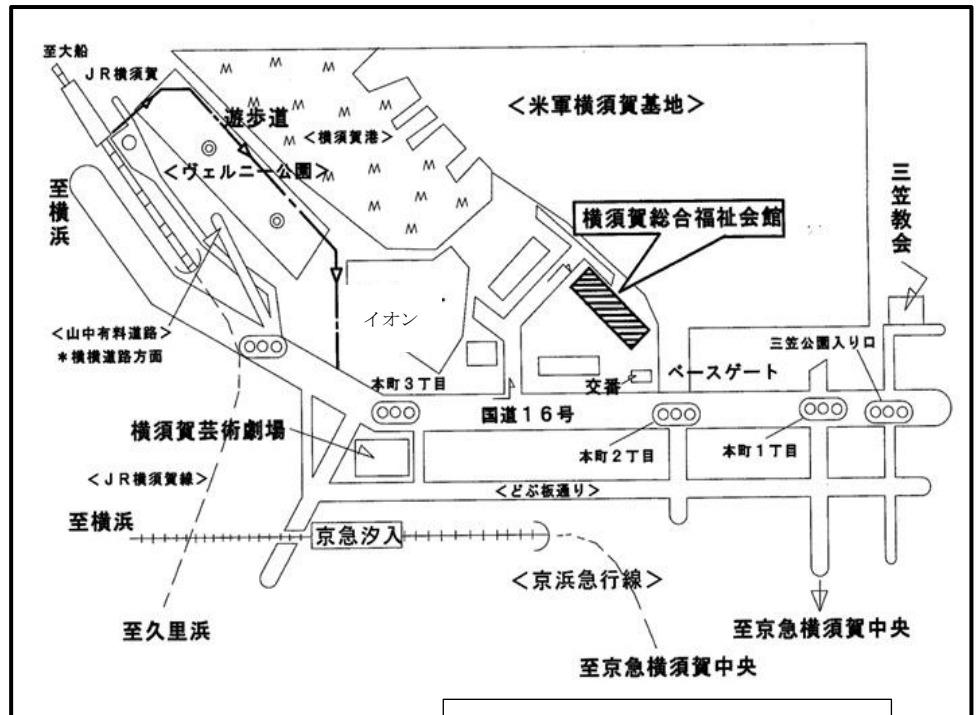 至大船
JR横須賀
遊歩道
<横須賀港>
<米軍横須賀基地>
<ヴェルニー公園>
至横浜
三笠教会
横須賀総合福祉会館
イオン
<山中有料道路>
*横横道路方面
三笠公園入り口
ベースゲート
交番
本町3丁目
国道16号
横須賀芸術劇場
本町2丁目
本町1丁目
<JR横須賀線>
<どぶ板通り>
至横浜
京急汐入
<京浜急行線>
至久里浜
至京急横須賀中央
至京急横須賀中央